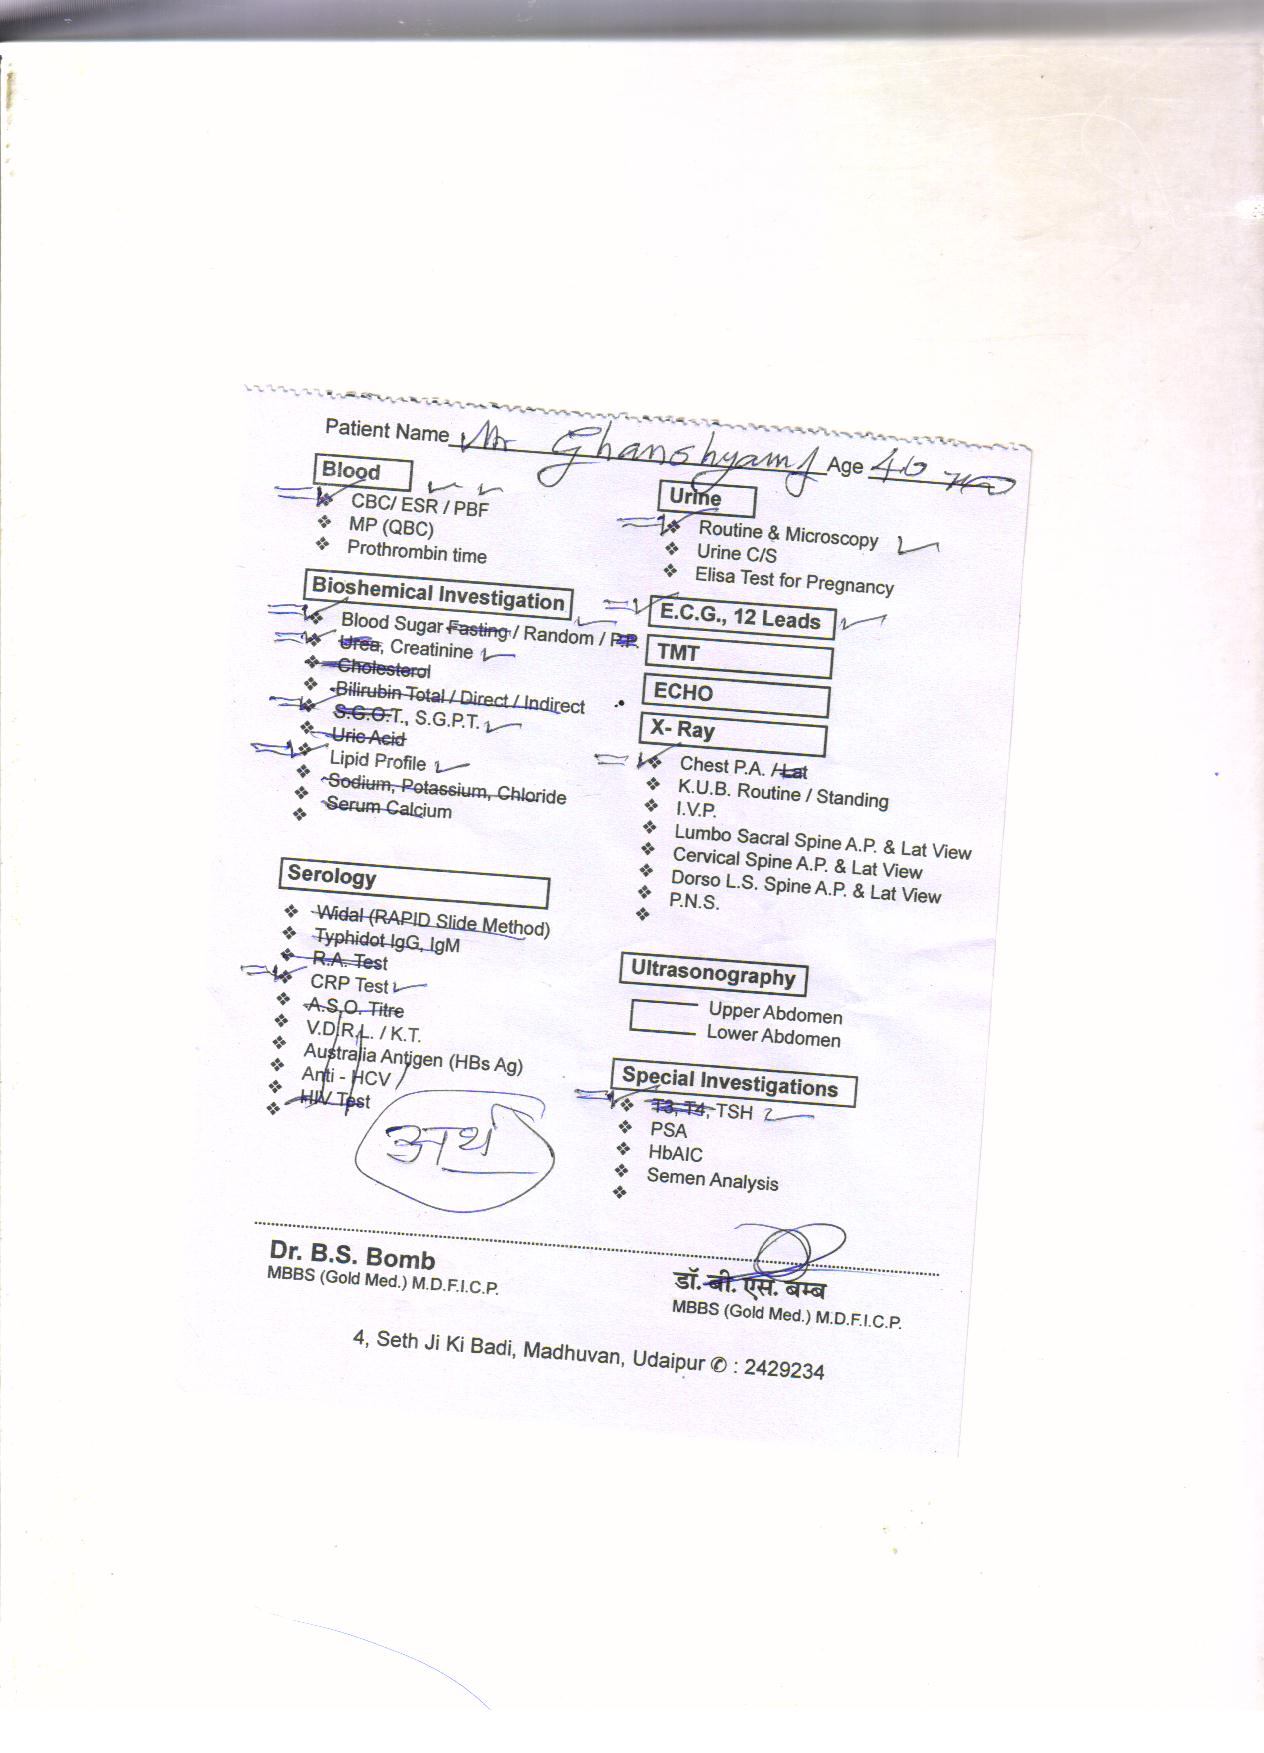 Patient Name Mr Ghanshyam Ji Age 40
Blood
CBC/ ESR / PBF
MP (QBC)
Prothrombin time
Bioshemical Investigation
Blood Sugar Fasting / Random / P.P.
Urea, Creatinine
Cholesterol
Bilirubin Total / Direct / Indirect
S.G.O.T., S.G.P.T.
Uric Acid
Lipid Profile
Sodium, Potassium, Chloride
Serum Calcium
Serology
Widal (RAPID Slide Method)
Typhidot IgG, IgM
R.A. Test
CRP Test
A.S.O. Titre
V.D.R.L. / K.T.
Australia Antigen (HBs Ag)
Anti - HCV
HIV Test
Urine
Routine & Microscopy
Urine C/S
Elisa Test for Pregnancy
E.C.G., 12 Leads
TMT
ECHO
X- Ray
Chest P.A. / Lat
K.U.B. Routine / Standing
I.V.P.
Lumbo Sacral Spine A.P. & Lat View
Cervical Spine A.P. & Lat View
Dorso L.S. Spine A.P. & Lat View
P.N.S.
Ultrasonography
Upper Abdomen
Lower Abdomen
Special Investigations
T3, T4, TSH
PSA
HbAIC
Semen Analysis
अर्थ
Dr. B.S. Bomb
MBBS (Gold Med.) M.D.F.I.C.P.
डॉ. बी. एस. बम्ब
MBBS (Gold Med.) M.D.F.I.C.P.
4, Seth Ji Ki Badi, Madhuvan, Udaipur ✆ : 2429234